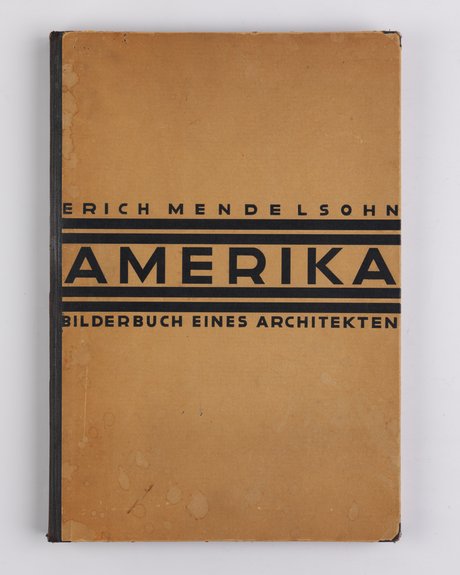 ERICH MENDELSOHN
AMERIKA
BILDERBUCH EINES ARCHITEKTEN